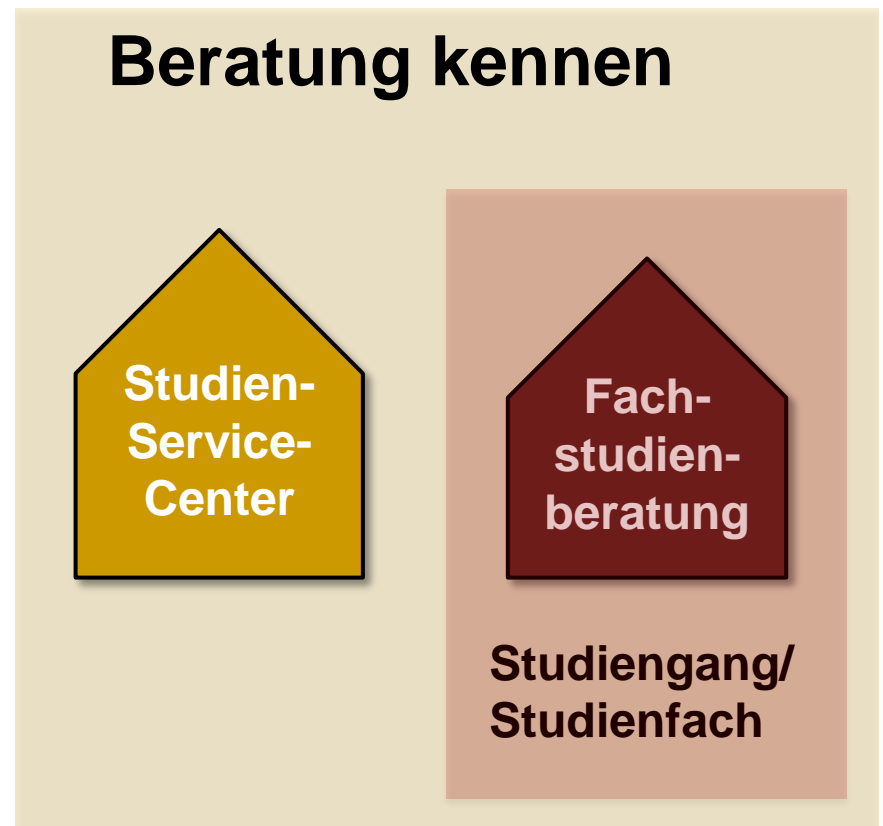 Beratung kennen
Studien-
Service-
Center
Fach-
studien-
beratung
Studiengang/
Studienfach